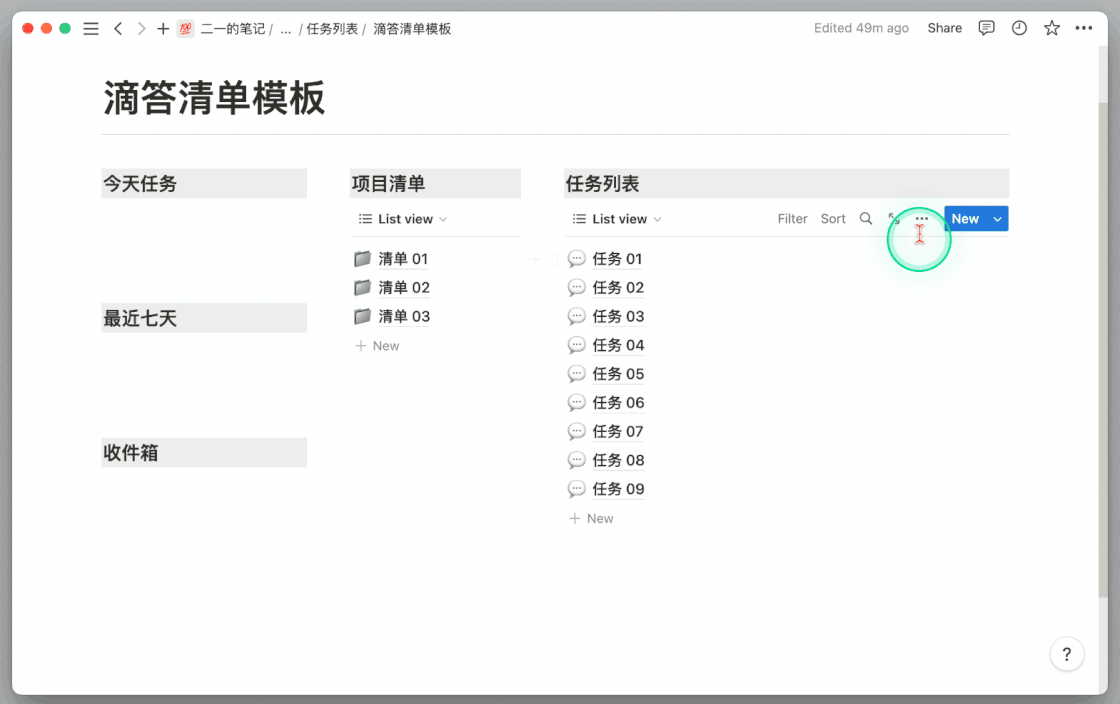 二一的笔记 / ... / 任务列表 / 滴答清单模板
Edited 49m ago Share
滴答清单模板
今天任务
最近七天
收件箱
项目清单
List view
清单 01
清单 02
清单 03
New
任务列表
List view Filter Sort New
任务 01
任务 02
任务 03
任务 04
任务 05
任务 06
任务 07
任务 08
任务 09
New
?